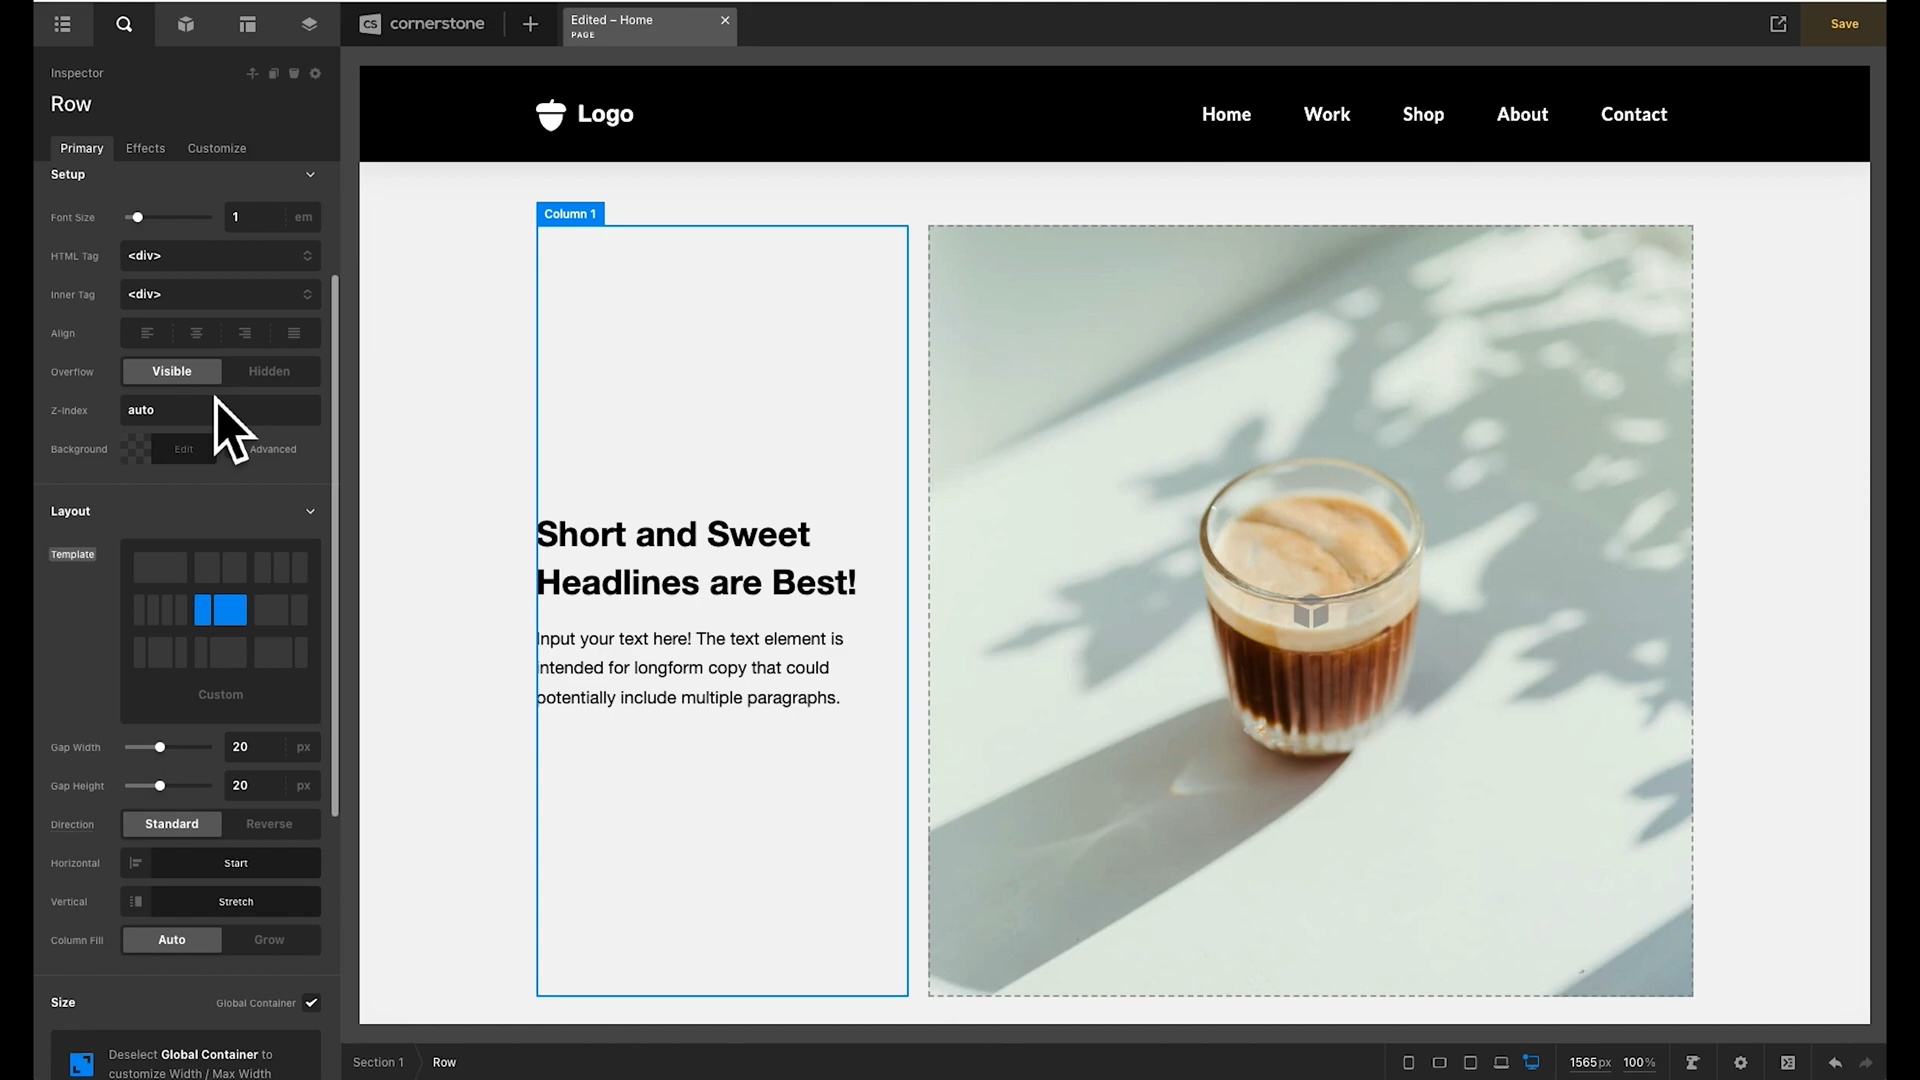 CS cornerstone
Edited – Home
PAGE
Save
Inspector
Row
Primary
Effects
Customize
Setup
Font Size
1
em
HTML Tag
<div>
Inner Tag
<div>
Align
Overflow
Visible
Hidden
Z-Index
auto
Background
Edit
Advanced
Layout
Template
Custom
Gap Width
20
px
Gap Height
20
px
Direction
Standard
Reverse
Horizontal
Start
Vertical
Stretch
Column Fill
Auto
Grow
Size
Global Container
Deselect Global Container to
customize Width / Max Width
Logo
Home
Work
Shop
About
Contact
Column 1
Short and Sweet
Headlines are Best!
Input your text here! The text element is
intended for longform copy that could
potentially include multiple paragraphs.
Section 1
Row
1565px
100%